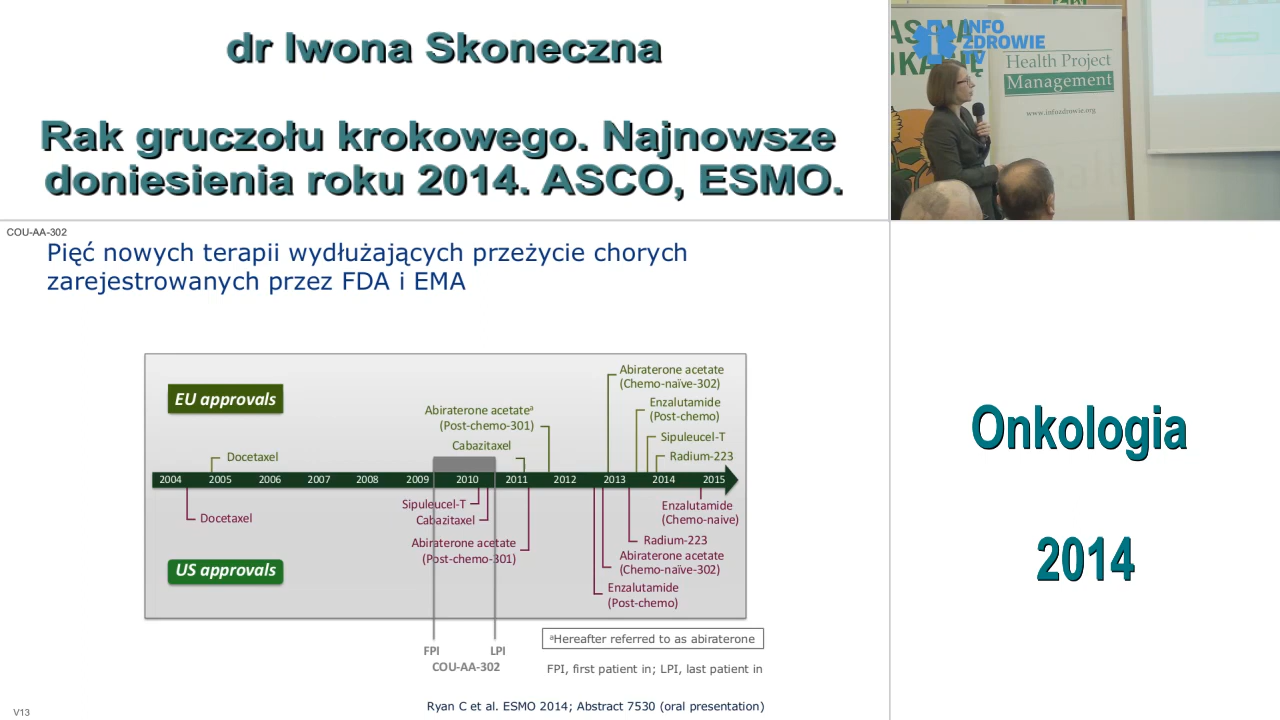 dr Iwona Skoneczna
Rak gruczołu krokowego. Najnowsze
doniesienia roku 2014. ASCO, ESMO.
INFO
ZDROWIE
TV
Health Project
Management
www.infozdrowie.org
COU-AA-302
Pięć nowych terapii wydłużających przeżycie chorych
zarejestrowanych przez FDA i EMA
EU approvals
Abiraterone acetate
(Chemo-naïve-302)
Enzalutamide
(Post-chemo)
Abiraterone acetateᵃ
(Post-chemo-301)
Sipuleucel-T
Cabazitaxel
Radium-223
Docetaxel
2004 2005 2006 2007 2008 2009 2010 2011 2012 2013 2014 2015
Docetaxel
Sipuleucel-T
Cabazitaxel
Enzalutamide
(Chemo-naive)
Abiraterone acetate
(Post-chemo-301)
Radium-223
Abiraterone acetate
(Chemo-naïve-302)
US approvals
Enzalutamide
(Post-chemo)
FPI LPI
COU-AA-302
ᵃHereafter referred to as abiraterone
FPI, first patient in; LPI, last patient in
Ryan C et al. ESMO 2014; Abstract 7530 (oral presentation)
V13
Onkologia
2014